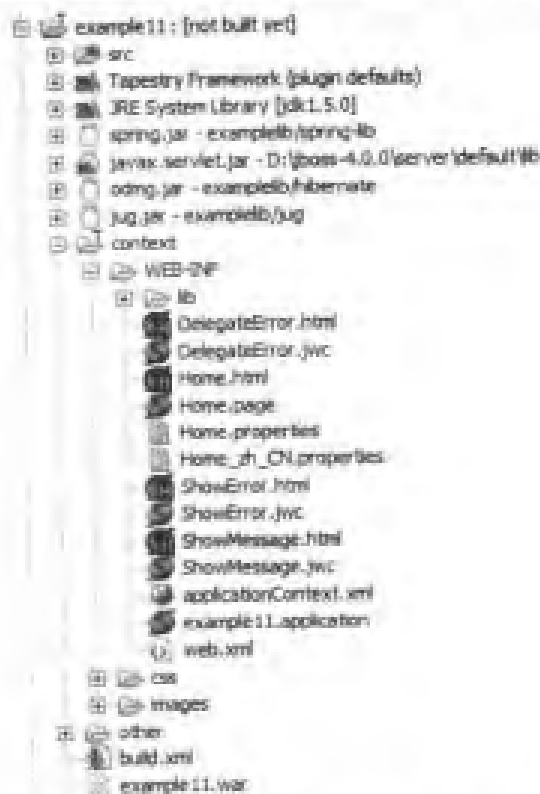 example11: [not built yet]
src
Tapestry Framework (plugin defaults)
JRE System Library [jdk1.5.0]
spring.jar - examplelib/spring-lib
javax.servlet.jar - D:\jboss-4.0.0\server\default\lib
odmg.jar - examplelib/hibernate
jug.jar - examplelib/jug
context
WEB-INF
lib
DelegateError.html
DelegateError.jwc
Home.html
Home.page
Home.properties
Home_zh_CN.properties
ShowError.html
ShowError.jwc
ShowMessage.html
ShowMessage.jwc
applicationContext.xml
example11.application
web.xml
css
images
other
build.xml
example11.war